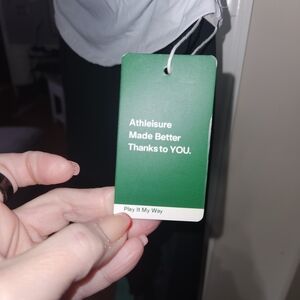 Athleisure
Made Better
Thanks to YOU.
Play It My Way